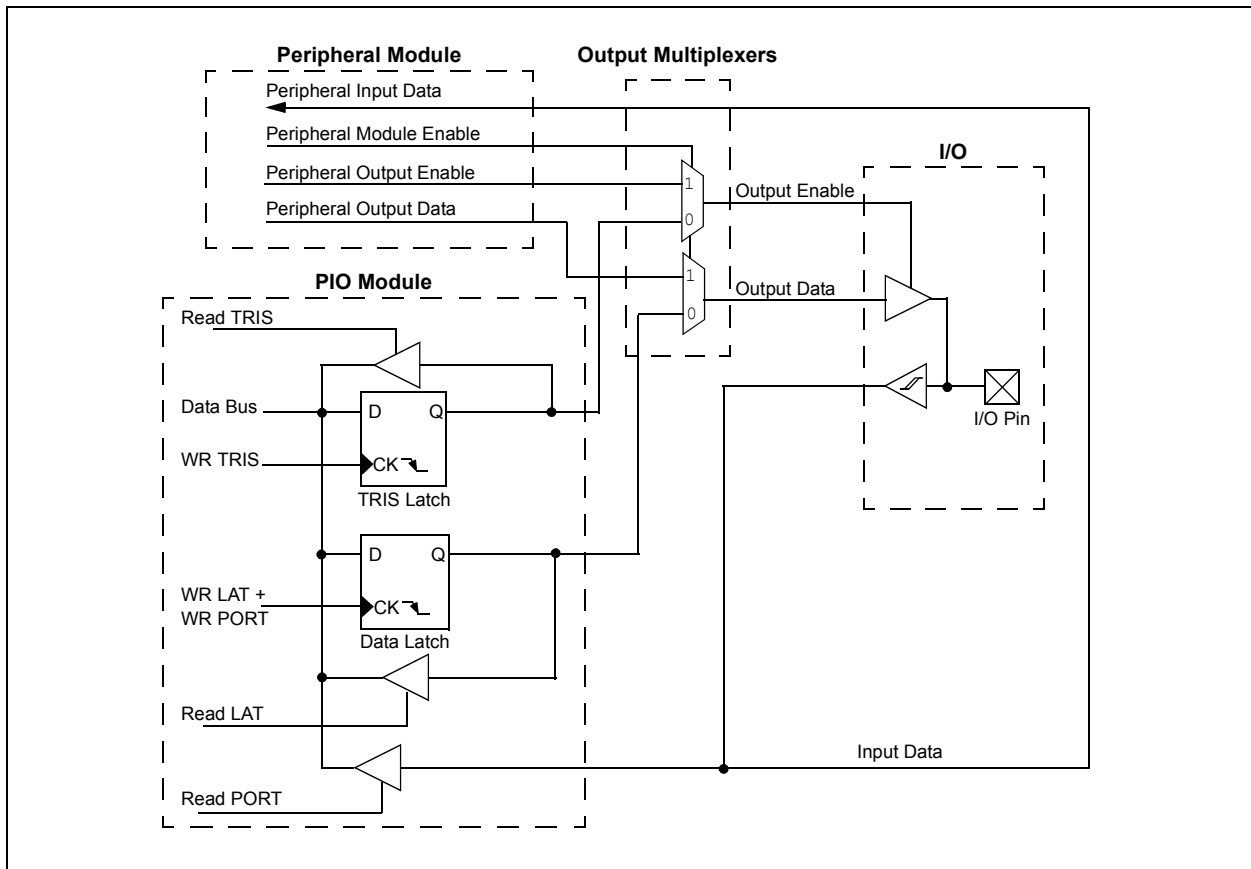 Peripheral Module
Output Multiplexers
Peripheral Input Data
Peripheral Module Enable
I/O
Peripheral Output Enable
1
Output Enable
Peripheral Output Data
0
PIO Module
1
Output Data
Read TRIS
0
Data Bus
D
Q
I/O Pin
WR TRIS
CK
TRIS Latch
D
Q
WR LAT +
WR PORT
CK
Data Latch
Read LAT
Input Data
Read PORT